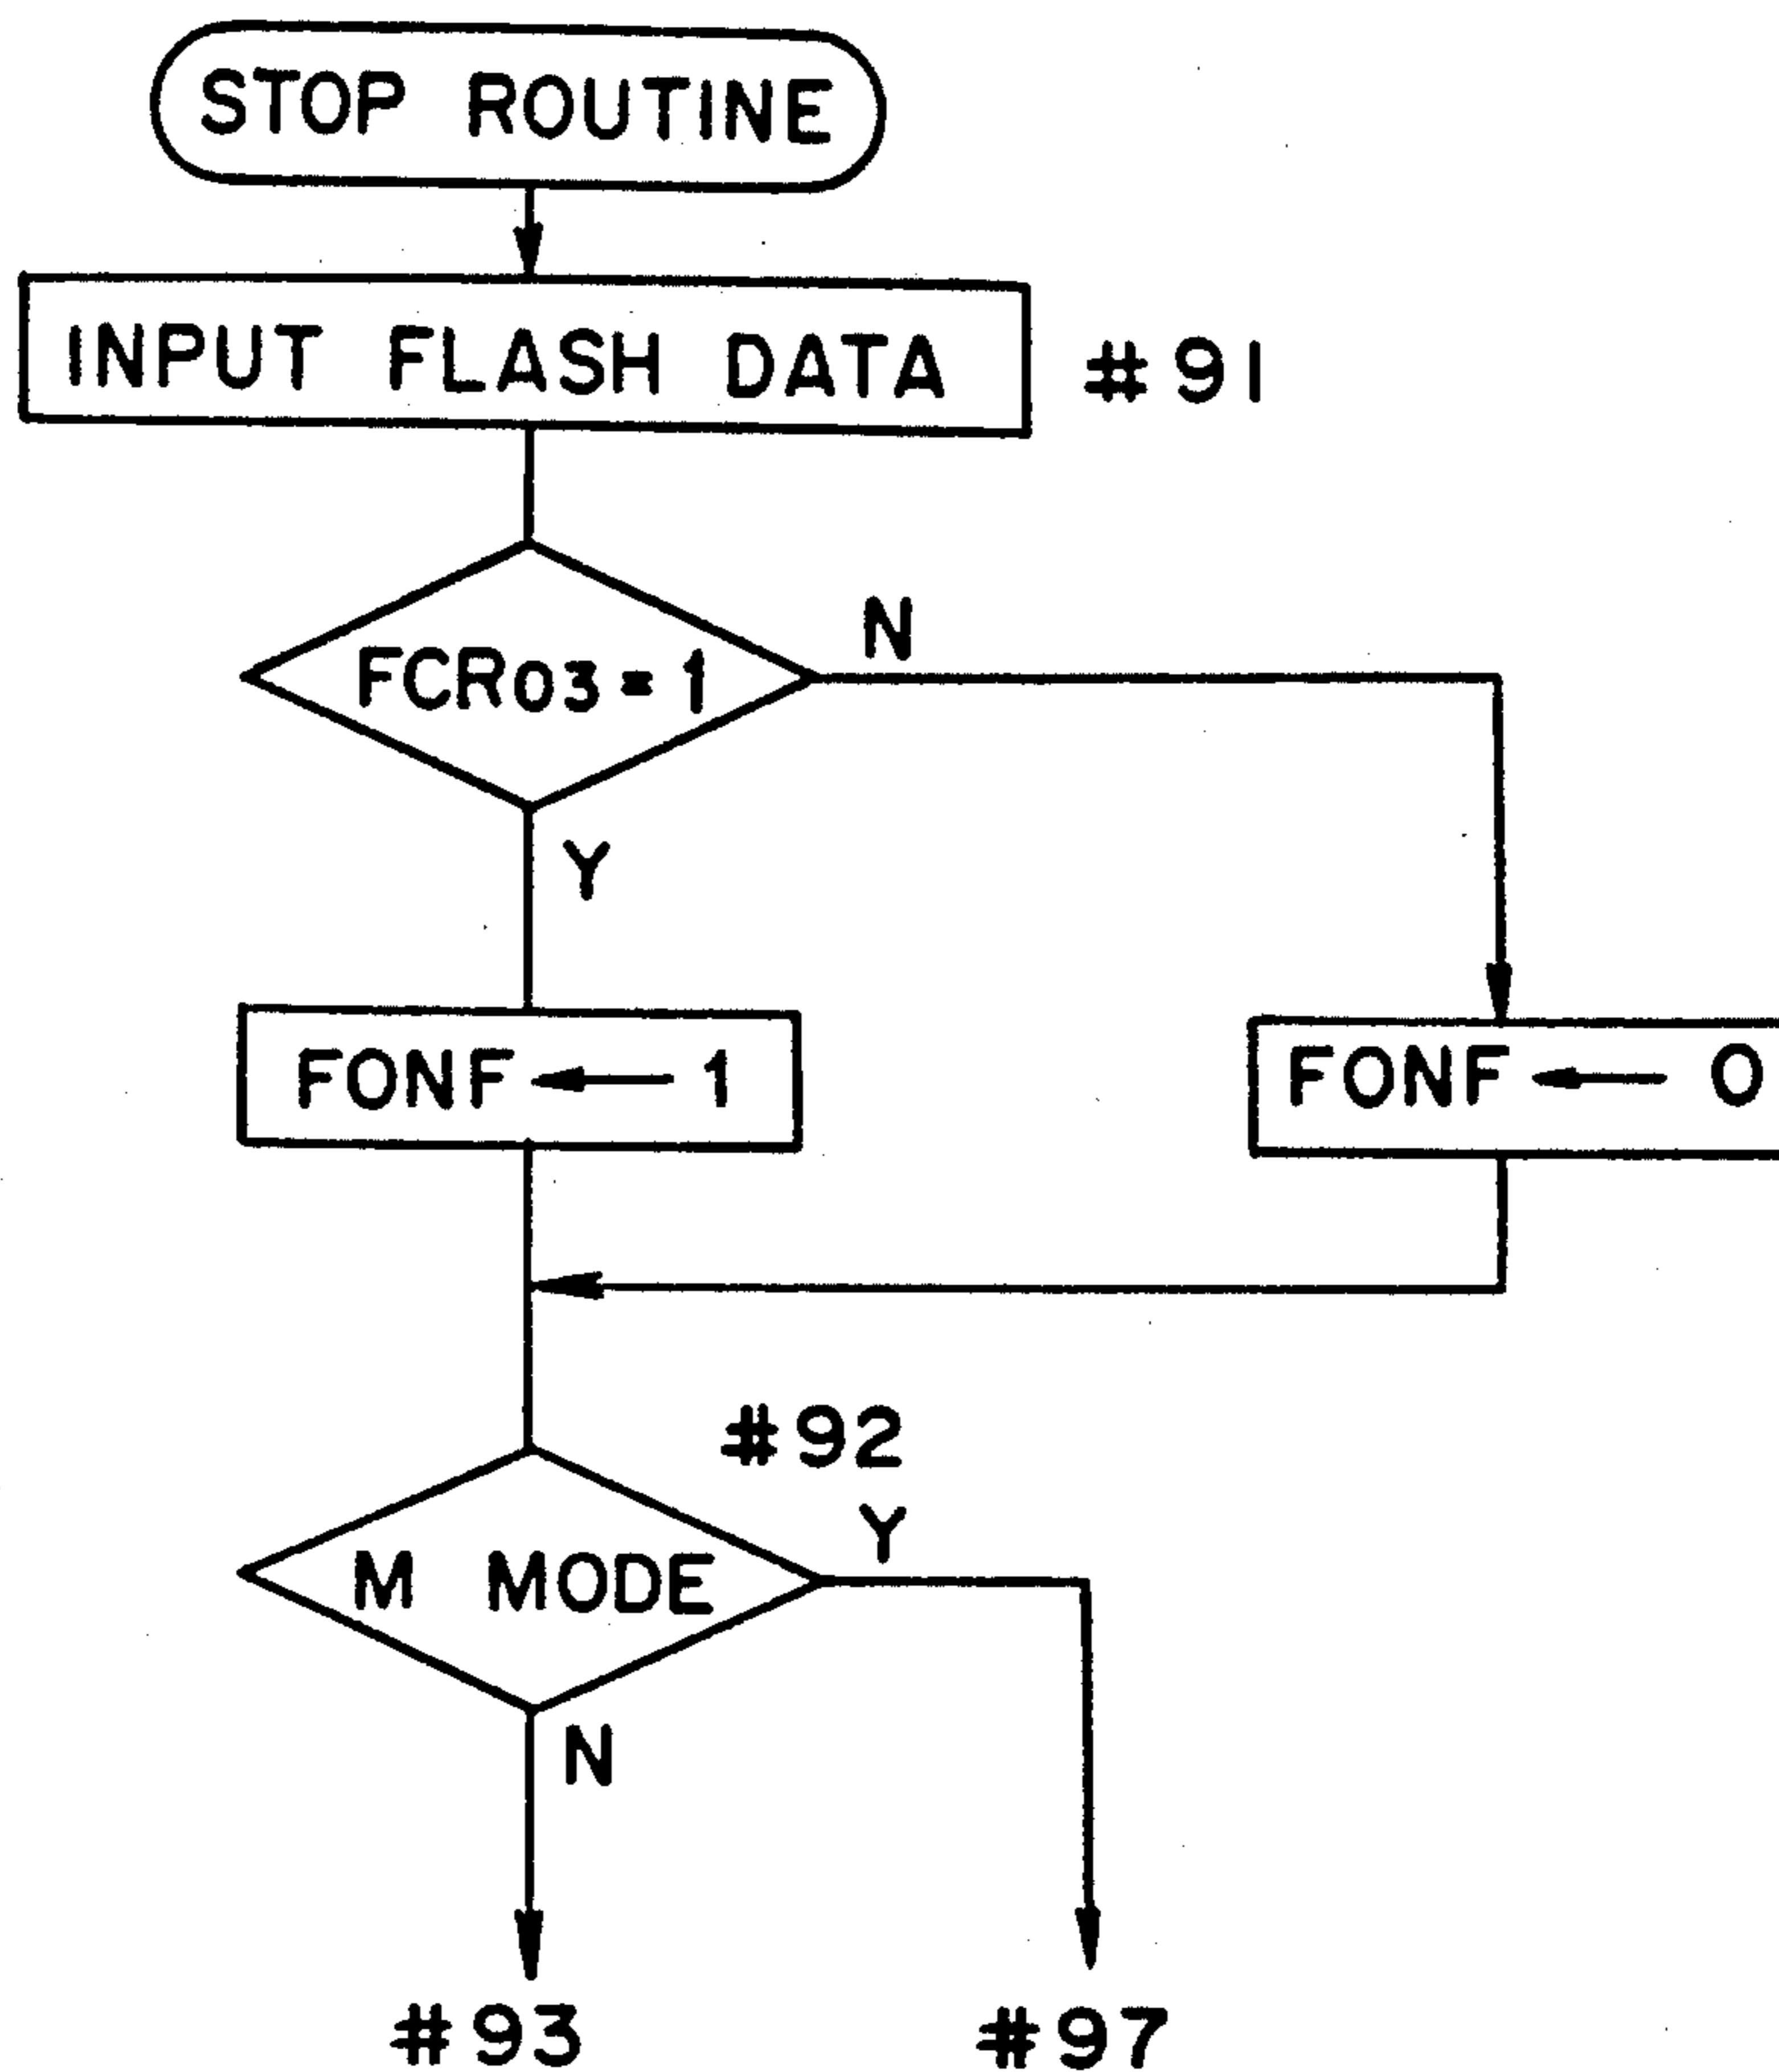 STOP ROUTINE
INPUT FLASH DATA #91
FCR03=1
N
Y
FONF ← 1
FONF ← 0
#92
M MODE
Y
N
#93
#97